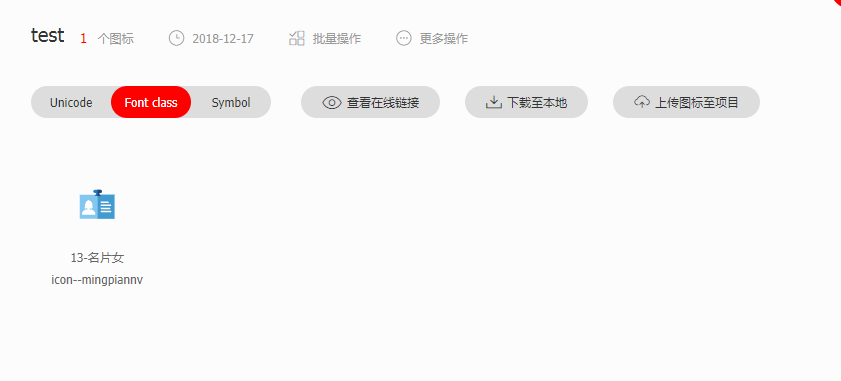 test 1 个图标 2018-12-17 批量操作 更多操作
Unicode Font class Symbol 查看在线链接 下载至本地 上传图标至项目
13-名片女
icon--mingpiannv